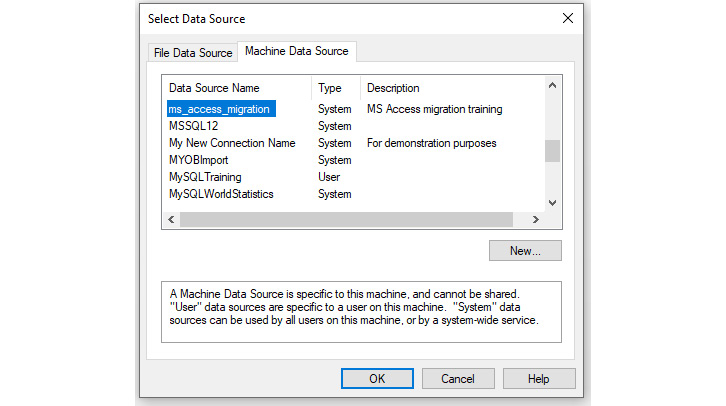 Select Data Source
File Data Source Machine Data Source
Data Source Name Type Description
ms_access_migration System MS Access migration training
MSSQL12 System
My New Connection Name System For demonstration purposes
MYOBImport System
MySQLTraining User
MySQLWorldStatistics System
New...
A Machine Data Source is specific to this machine, and cannot be shared.
"User" data sources are specific to a user on this machine. "System" data
sources can be used by all users on this machine, or by a system-wide service.
OK Cancel Help